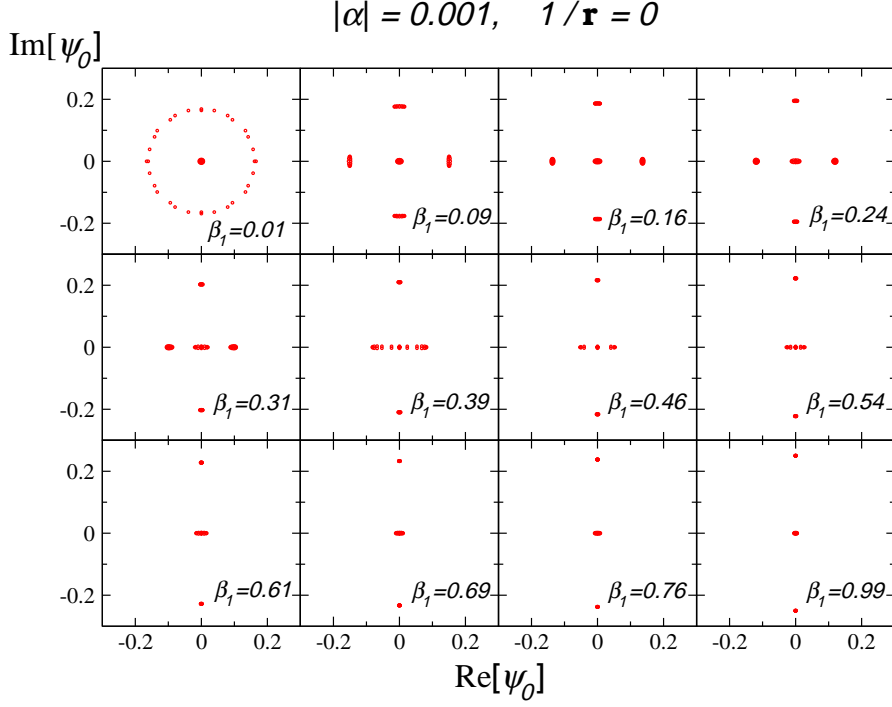 |α| = 0.001, 1 / r = 0
Im[ψ₀]
0.2
0
-0.2
β₁=0.01
β₁=0.09
β₁=0.16
β₁=0.24
0.2
0
-0.2
β₁=0.31
β₁=0.39
β₁=0.46
β₁=0.54
0.2
0
-0.2
β₁=0.61
β₁=0.69
β₁=0.76
β₁=0.99
-0.2 0 0.2 -0.2 0 0.2 -0.2 0 0.2 -0.2 0 0.2
Re[ψ₀]